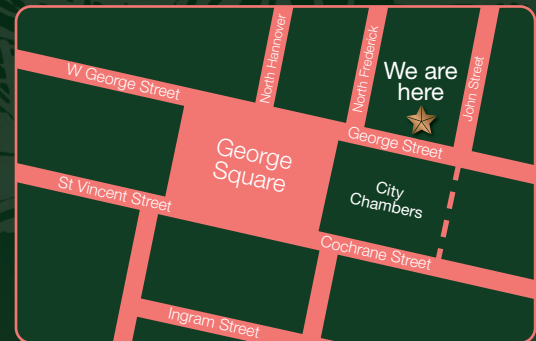 North Hannover
North Frederick
John Street
We are
here
W George Street
George Street
George
Square
City
Chambers
St Vincent Street
Cochrane Street
Ingram Street